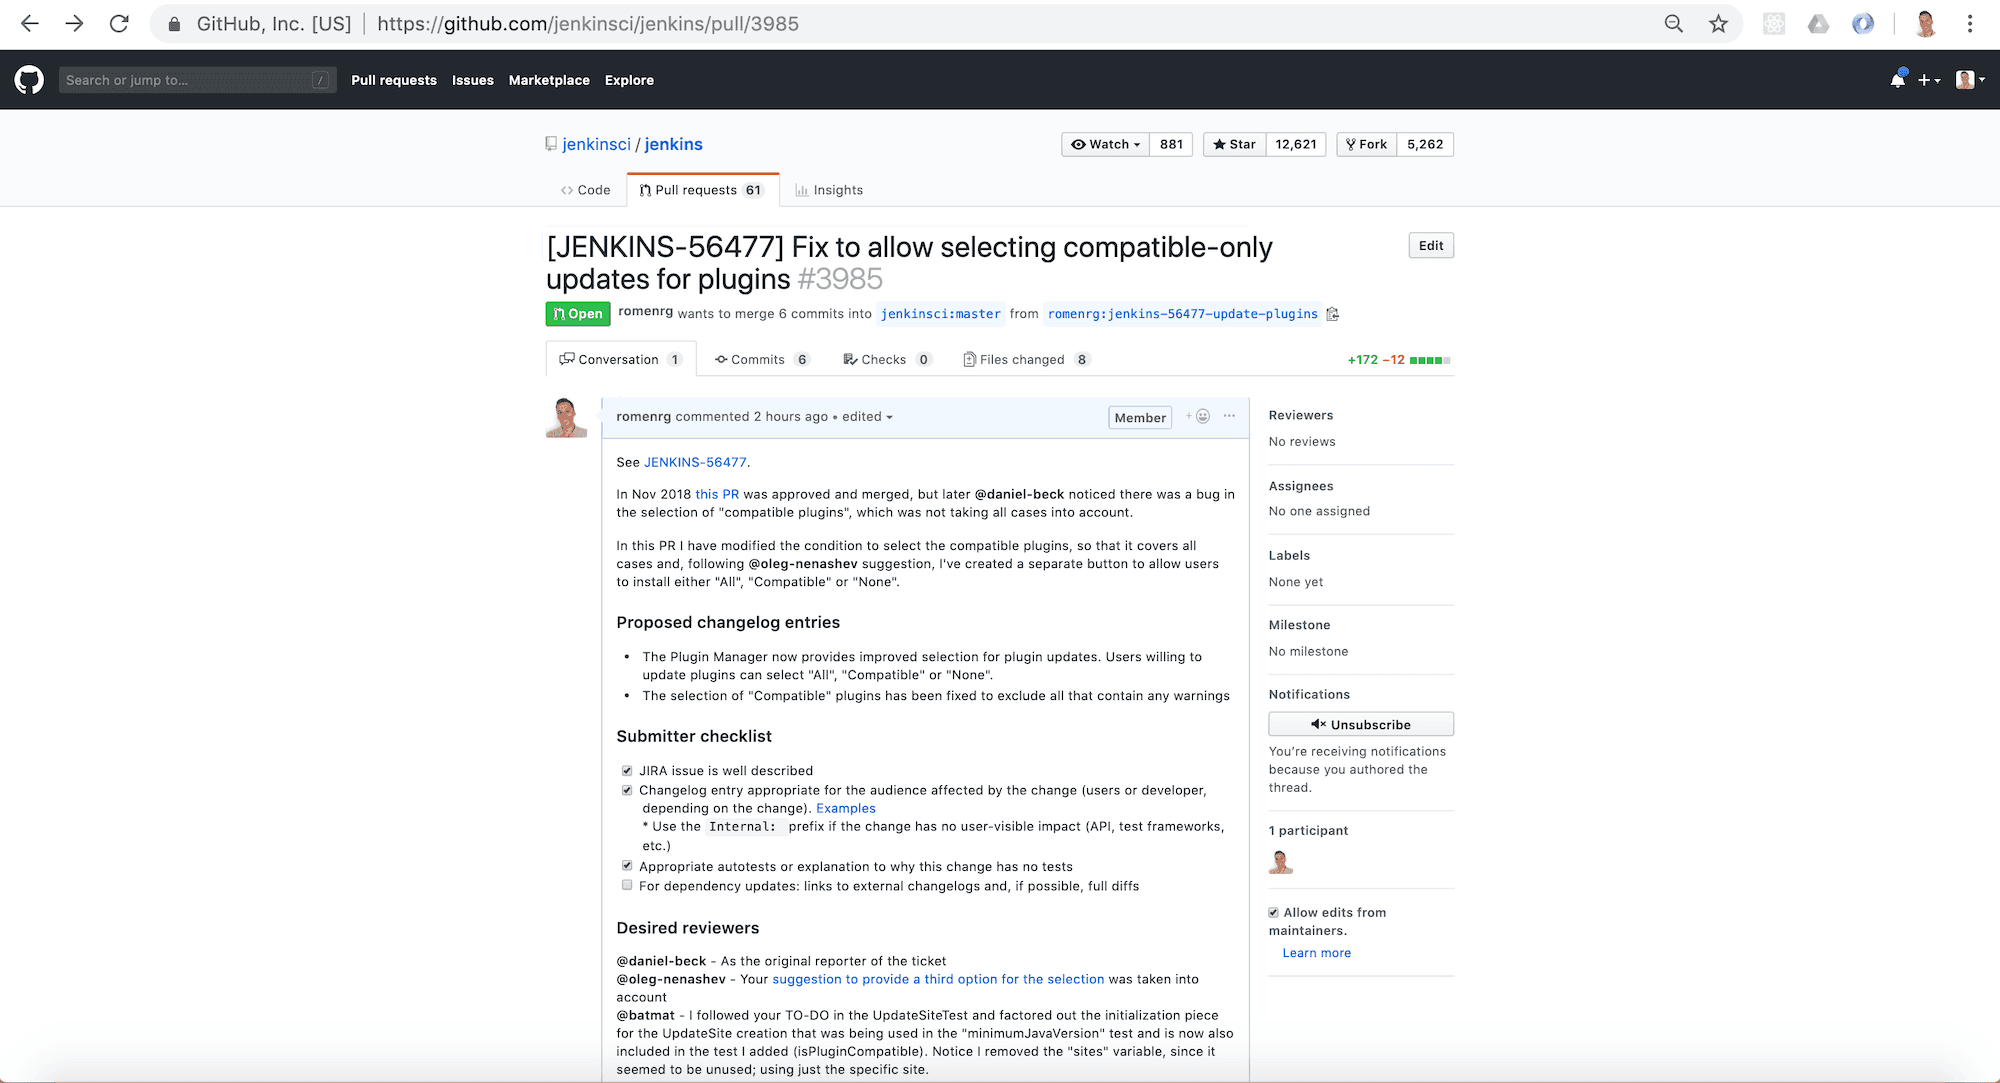 GitHub, Inc. [US] | https://github.com/jenkinsci/jenkins/pull/3985
Search or jump to... / Pull requests Issues Marketplace Explore
jenkinsci / jenkins
Watch 881 Star 12,621 Fork 5,262
Code Pull requests 61 Insights
[JENKINS-56477] Fix to allow selecting compatible-only
updates for plugins #3985
Edit
Open romenrg wants to merge 6 commits into jenkinsci:master from romenrg:jenkins-56477-update-plugins
Conversation 1 Commits 6 Checks 0 Files changed 8 +172 −12
romenrg commented 2 hours ago • edited Member
See JENKINS-56477.
In Nov 2018 this PR was approved and merged, but later @daniel-beck noticed there was a bug in
the selection of "compatible plugins", which was not taking all cases into account.
In this PR I have modified the condition to select the compatible plugins, so that it covers all
cases and, following @oleg-nenashev suggestion, I've created a separate button to allow users
to install either "All", "Compatible" or "None".
Proposed changelog entries
• The Plugin Manager now provides improved selection for plugin updates. Users willing to
update plugins can select "All", "Compatible" or "None".
• The selection of "Compatible" plugins has been fixed to exclude all that contain any warnings
Submitter checklist
JIRA issue is well described
Changelog entry appropriate for the audience affected by the change (users or developer,
depending on the change). Examples
* Use the Internal: prefix if the change has no user-visible impact (API, test frameworks,
etc.)
Appropriate autotests or explanation to why this change has no tests
For dependency updates: links to external changelogs and, if possible, full diffs
Desired reviewers
@daniel-beck - As the original reporter of the ticket
@oleg-nenashev - Your suggestion to provide a third option for the selection was taken into
account
@batmat - I followed your TO-DO in the UpdateSiteTest and factored out the initialization piece
for the UpdateSite creation that was being used in the "minimumJavaVersion" test and is now also
included in the test I added (isPluginCompatible). Notice I removed the "sites" variable, since it
seemed to be unused; using just the specific site.
Reviewers
No reviews
Assignees
No one assigned
Labels
None yet
Milestone
No milestone
Notifications
Unsubscribe
You're receiving notifications
because you authored the
thread.
1 participant
Allow edits from
maintainers.
Learn more